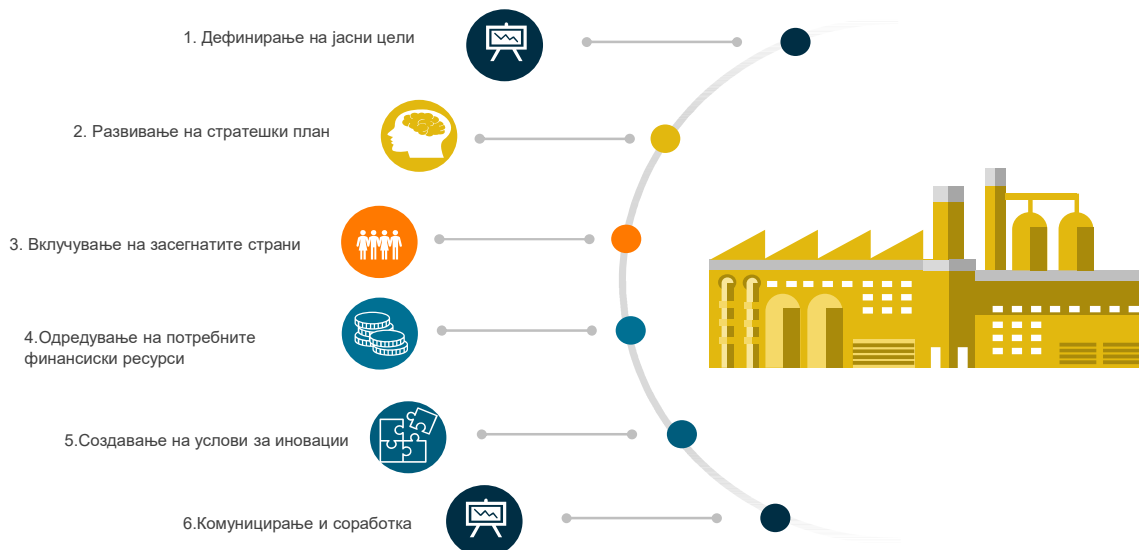 1. Дефинирање на јасни цели
2. Развивање на стратешки план
3. Вклучување на засегнатите страни
4.Одредување на потребните
финансиски ресурси
5.Создавање на услови за иновации
6.Комуницирање и соработка